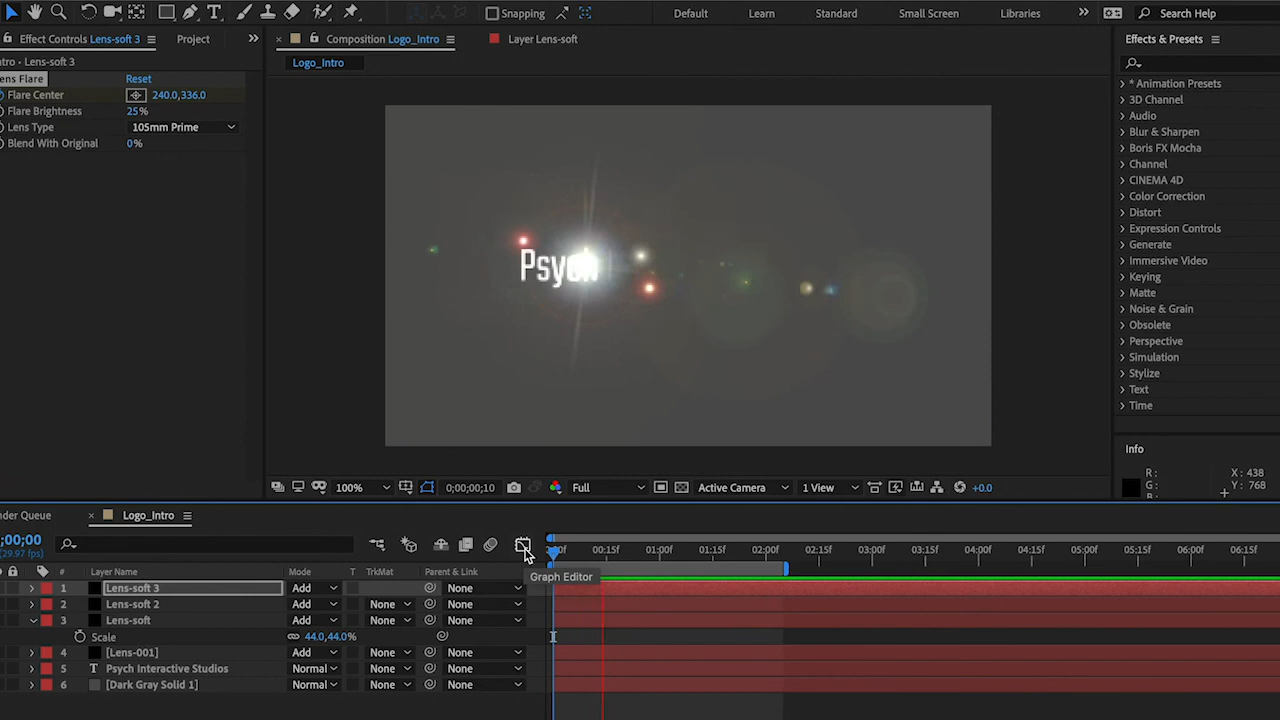 Snapping
Default
Learn
Standard
Small Screen
Libraries
Search Help
Effect Controls Lens-soft 3
Project
Composition Logo_Intro
Layer Lens-soft
Effects & Presets
ntro · Lens-soft 3
Logo_Intro
ens Flare
Reset
Flare Center
240.0,336.0
Flare Brightness
25%
Lens Type
105mm Prime
Blend With Original
0%
* Animation Presets
3D Channel
Audio
Blur & Sharpen
Boris FX Mocha
Channel
CINEMA 4D
Color Correction
Distort
Expression Controls
Generate
Immersive Video
Keying
Matte
Noise & Grain
Obsolete
Perspective
Simulation
Stylize
Text
Time
Psych
Info
R:
G:
B:
X: 438
Y: 768
100%
0;00;00;10
Full
Active Camera
1 View
+0.0
nder Queue
Logo_Intro
;00;00
(29.97 fps)
00:15f
01:00f
01:15f
02:00f
02:15f
03:00f
03:15f
04:00f
04:15f
05:00f
05:15f
06:00f
06:15f
Graph Editor
#
Layer Name
Mode
T
TrkMat
Parent & Link
1 Lens-soft 3 Add None
2 Lens-soft 2 Add None None
3 Lens-soft Add None None
Scale 44.0,44.0%
4 [Lens-001] Add None None
5 T Psych Interactive Studios Normal None None
6 [Dark Gray Solid 1] Normal None None